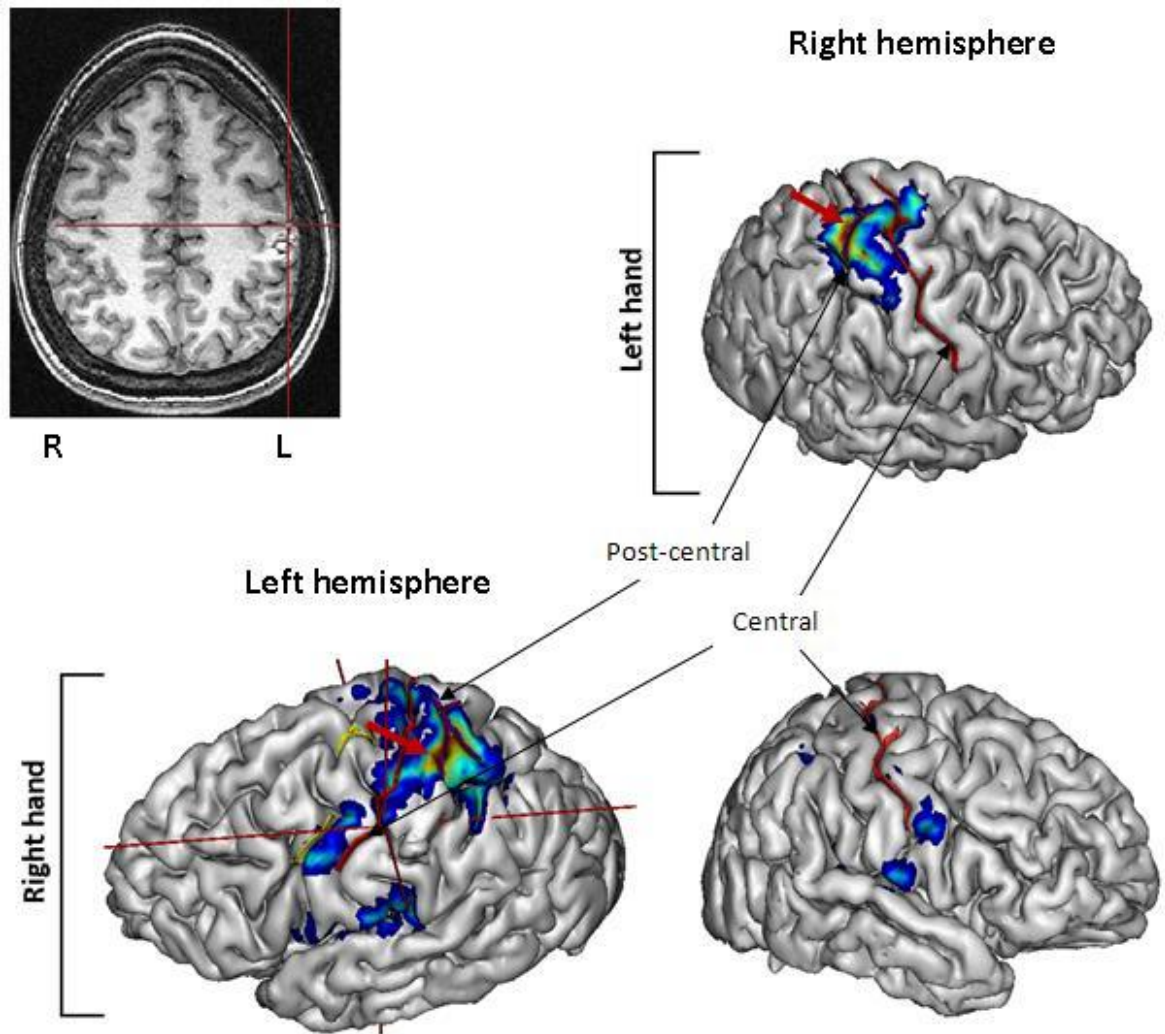 Right hemisphere
Left hand
R
L
Post-central
Left hemisphere
Central
Right hand